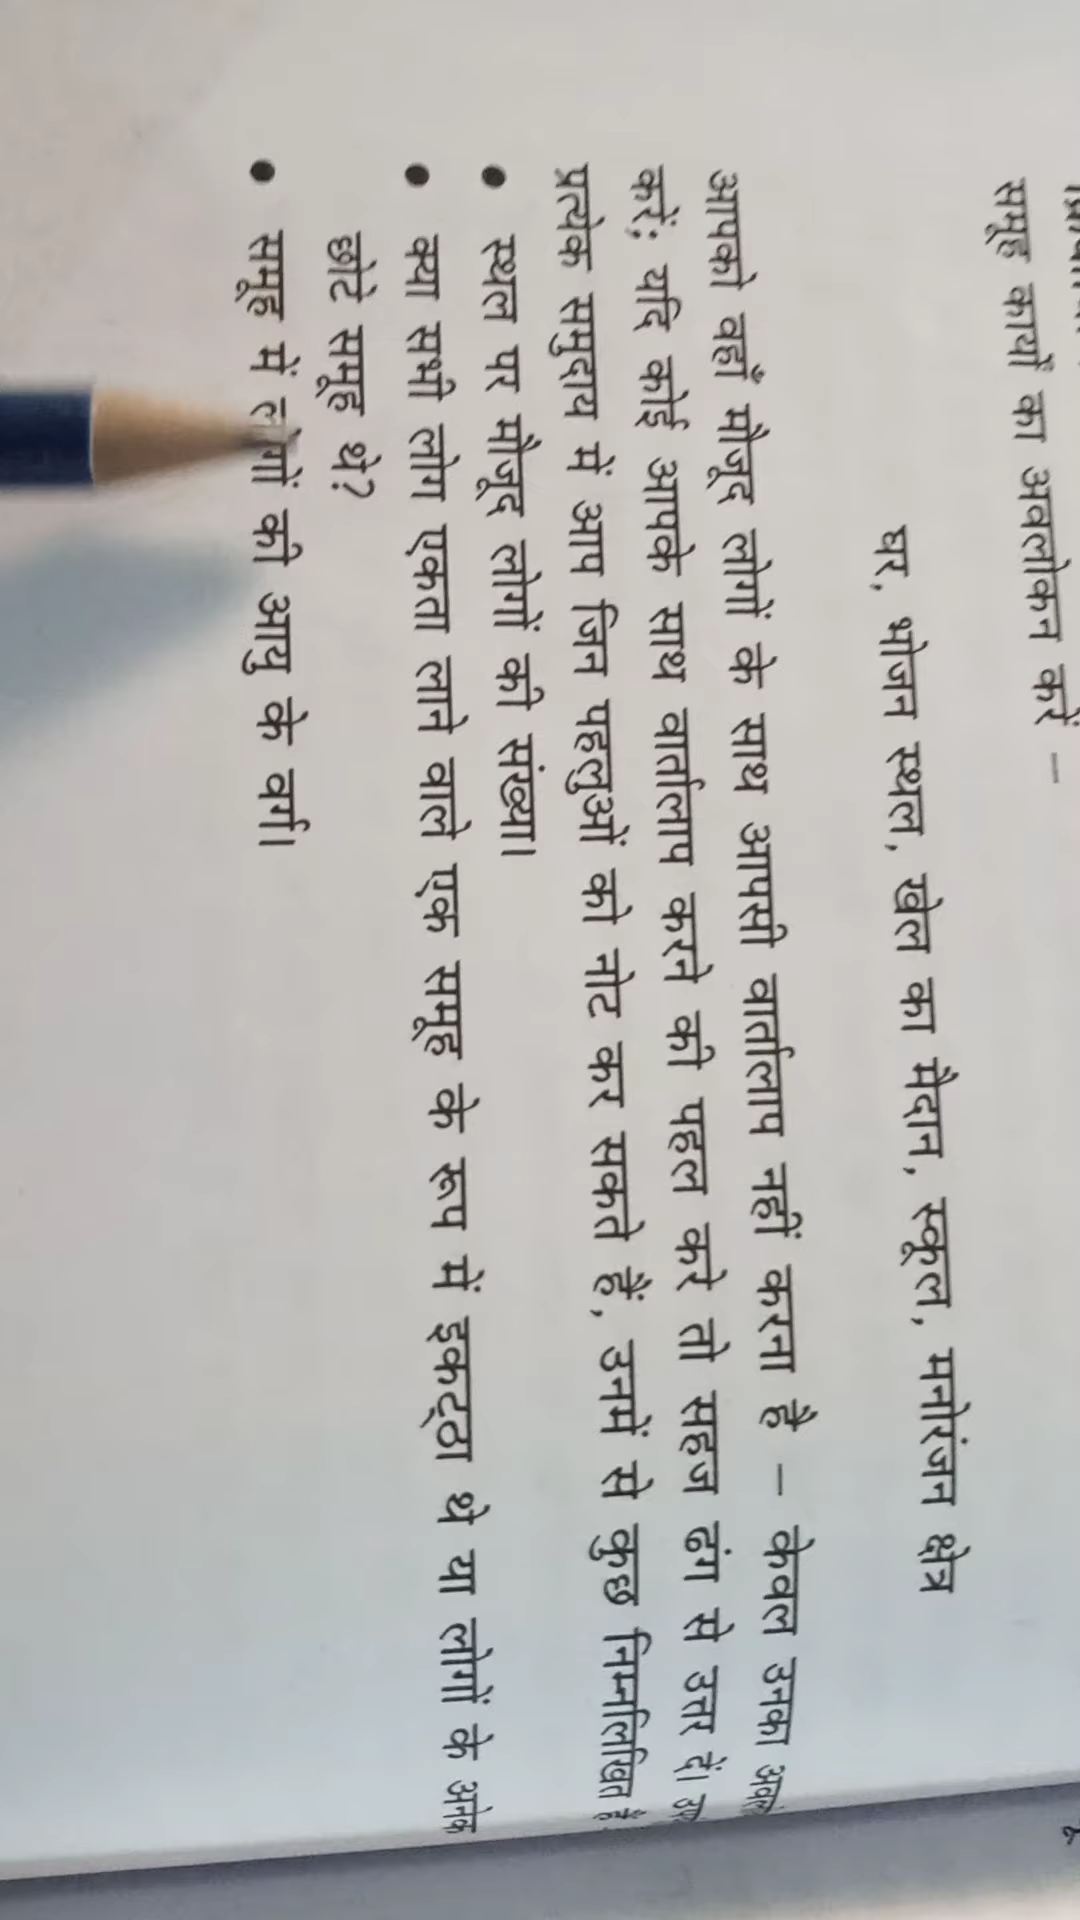 समूह कार्यों का अवलोकन करें –
घर, भोजन स्थल, खेल का मैदान, स्कूल, मनोरंजन क्षेत्र
आपको वहाँ मौजूद लोगों के साथ आपसी वार्तालाप नहीं करना है – केवल उनका
करें; यदि कोई आपके साथ वार्तालाप करने की पहल करे तो सहज ढंग से उत्तर दें।
प्रत्येक समुदाय में आप जिन पहलुओं को नोट कर सकते हैं, उनमें से कुछ निम्नलिखित हैं
• स्थल पर मौजूद लोगों की संख्या।
• क्या सभी लोग एकता लाने वाले एक समूह के रूप में इकट्ठा थे या लोगों के अनेक
छोटे समूह थे?
• समूह में लोगों की आयु के वर्ग।